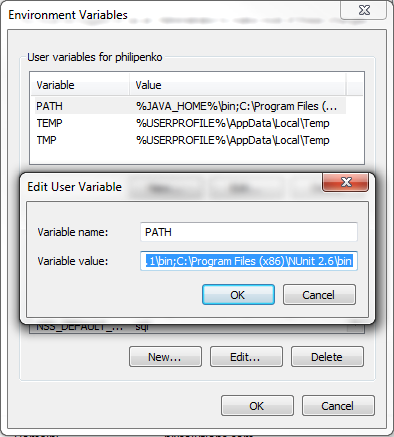 Environment Variables
User variables for philipenko
Variable Value
PATH %JAVA_HOME%\bin;C:\Program Files (...
TEMP %USERPROFILE%\AppData\Local\Temp
TMP %USERPROFILE%\AppData\Local\Temp
Edit User Variable
Variable name: PATH
Variable value: .1\bin;C:\Program Files (x86)\NUnit 2.6\bin
OK Cancel
NSS_DEFAULT_... sql
New... Edit... Delete
OK Cancel